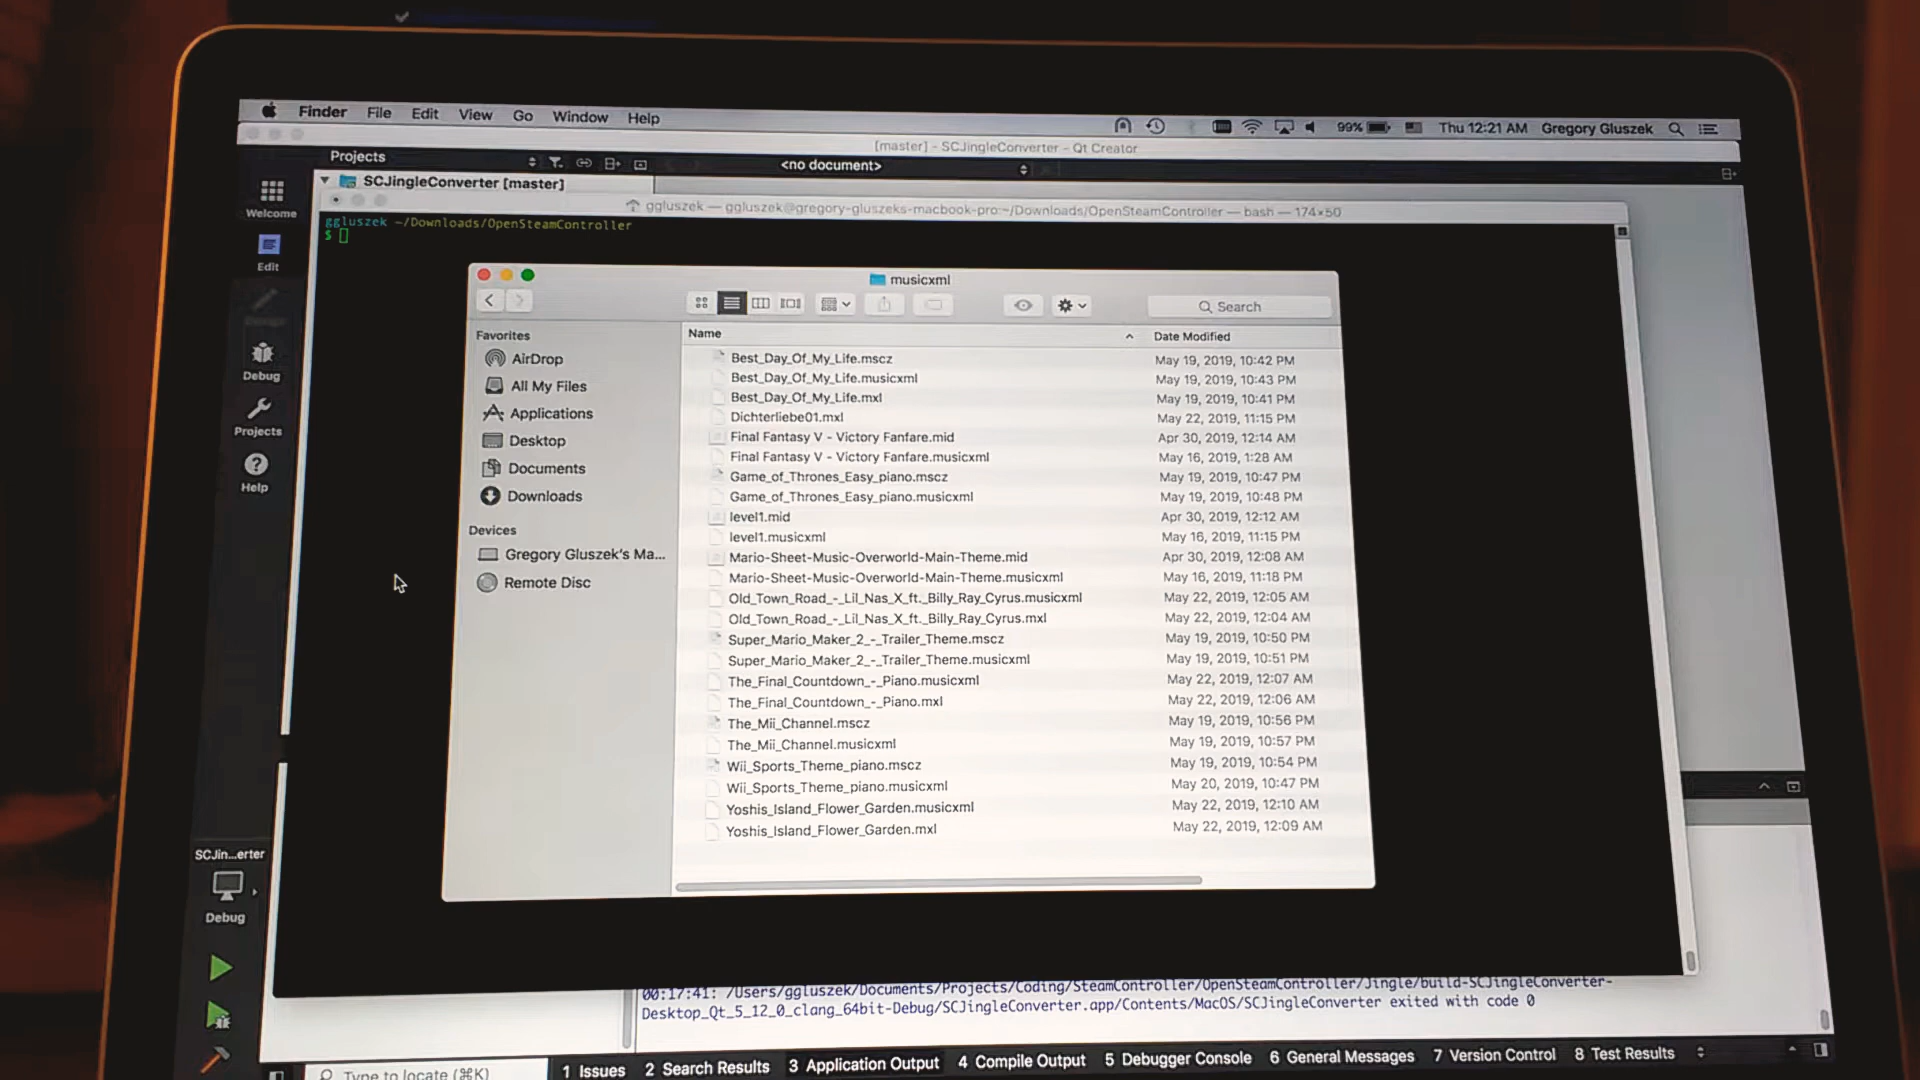 Finder File Edit View Go Window Help
99% Thu 12:21 AM Gregory Gluszek
[master] - SCJingleConverter - Qt Creator
Projects
<no document>
SCJingleConverter [master]
Welcome
Edit
Debug
Projects
Help
ggluszek — ggluszek@gregory-gluszeks-macbook-pro:~/Downloads/OpenSteamController — bash — 174×50
ggluszek ~/Downloads/OpenSteamController
$
musicxml
Search
Favorites
AirDrop
All My Files
Applications
Desktop
Documents
Downloads
Devices
Gregory Gluszek's Ma...
Remote Disc
Name Date Modified
Best_Day_Of_My_Life.mscz May 19, 2019, 10:42 PM
Best_Day_Of_My_Life.musicxml May 19, 2019, 10:43 PM
Best_Day_Of_My_Life.mxl May 19, 2019, 10:41 PM
Dichterliebe01.mxl May 22, 2019, 11:15 PM
Final Fantasy V - Victory Fanfare.mid Apr 30, 2019, 12:14 AM
Final Fantasy V - Victory Fanfare.musicxml May 16, 2019, 1:28 AM
Game_of_Thrones_Easy_piano.mscz May 19, 2019, 10:47 PM
Game_of_Thrones_Easy_piano.musicxml May 19, 2019, 10:48 PM
level1.mid Apr 30, 2019, 12:12 AM
level1.musicxml May 16, 2019, 11:15 PM
Mario-Sheet-Music-Overworld-Main-Theme.mid Apr 30, 2019, 12:08 AM
Mario-Sheet-Music-Overworld-Main-Theme.musicxml May 16, 2019, 11:18 PM
Old_Town_Road_-_Lil_Nas_X_ft._Billy_Ray_Cyrus.musicxml May 22, 2019, 12:05 AM
Old_Town_Road_-_Lil_Nas_X_ft._Billy_Ray_Cyrus.mxl May 22, 2019, 12:04 AM
Super_Mario_Maker_2_-_Trailer_Theme.mscz May 19, 2019, 10:50 PM
Super_Mario_Maker_2_-_Trailer_Theme.musicxml May 19, 2019, 10:51 PM
The_Final_Countdown_-_Piano.musicxml May 22, 2019, 12:07 AM
The_Final_Countdown_-_Piano.mxl May 22, 2019, 12:06 AM
The_Mii_Channel.mscz May 19, 2019, 10:56 PM
The_Mii_Channel.musicxml May 19, 2019, 10:57 PM
Wii_Sports_Theme_piano.mscz May 19, 2019, 10:54 PM
Wii_Sports_Theme_piano.musicxml May 20, 2019, 10:47 PM
Yoshis_Island_Flower_Garden.musicxml May 22, 2019, 12:10 AM
Yoshis_Island_Flower_Garden.mxl May 22, 2019, 12:09 AM
SCJin...erter
Debug
00:17:41: /Users/ggluszek/Documents/Projects/Coding/SteamController/OpenSteamController/Jingle/build-SCJingleConverter-
Desktop_Qt_5_12_0_clang_64bit-Debug/SCJingleConverter.app/Contents/MacOS/SCJingleConverter exited with code 0
Type to locate (⌘K) 1 Issues 2 Search Results 3 Application Output 4 Compile Output 5 Debugger Console 6 General Messages 7 Version Control 8 Test Results